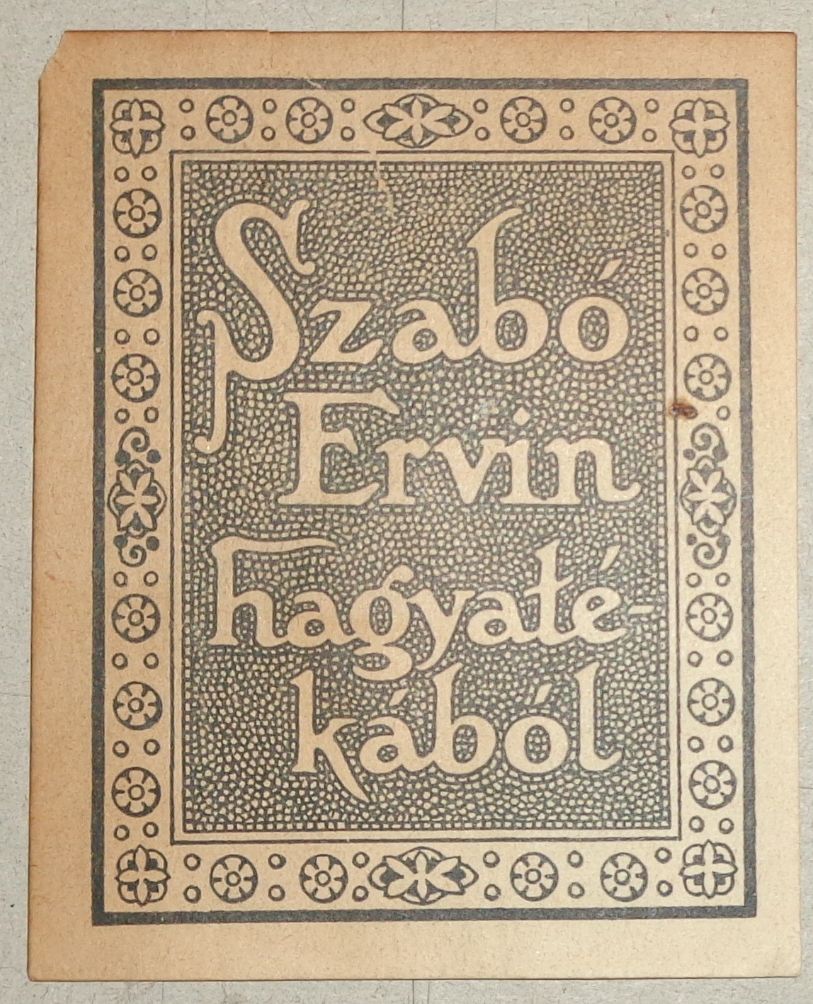 Szabó
Ervin
hagyaté-
kából